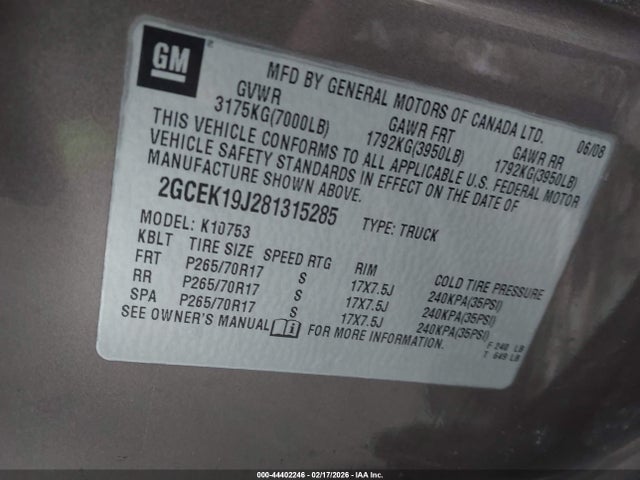 GM
MFD BY GENERAL MOTORS OF CANADA LTD.
06/08
GVWR GAWR FRT GAWR RR
3175KG(7000LB) 1792KG(3950LB) 1792KG(3950LB)
THIS VEHICLE CONFORMS TO ALL APPLICABLE U.S. FEDERAL MOTOR
VEHICLE SAFETY STANDARDS IN EFFECT ON THE DATE OF
MANUFACTURE SHOWN ABOVE.
2GCEK19J281315285 TYPE: TRUCK
MODEL: K10753
KBLT TIRE SIZE SPEED RTG RIM COLD TIRE PRESSURE
FRT P265/70R17 S 17X7.5J 240KPA(35PSI)
RR P265/70R17 S 17X7.5J 240KPA(35PSI)
SPA P265/70R17 S 17X7.5J 240KPA(35PSI)
SEE OWNER'S MANUAL FOR MORE INFORMATION.
F 248 LB
T 649 LB
000-44402246 - 02/17/2026 - IAA Inc.